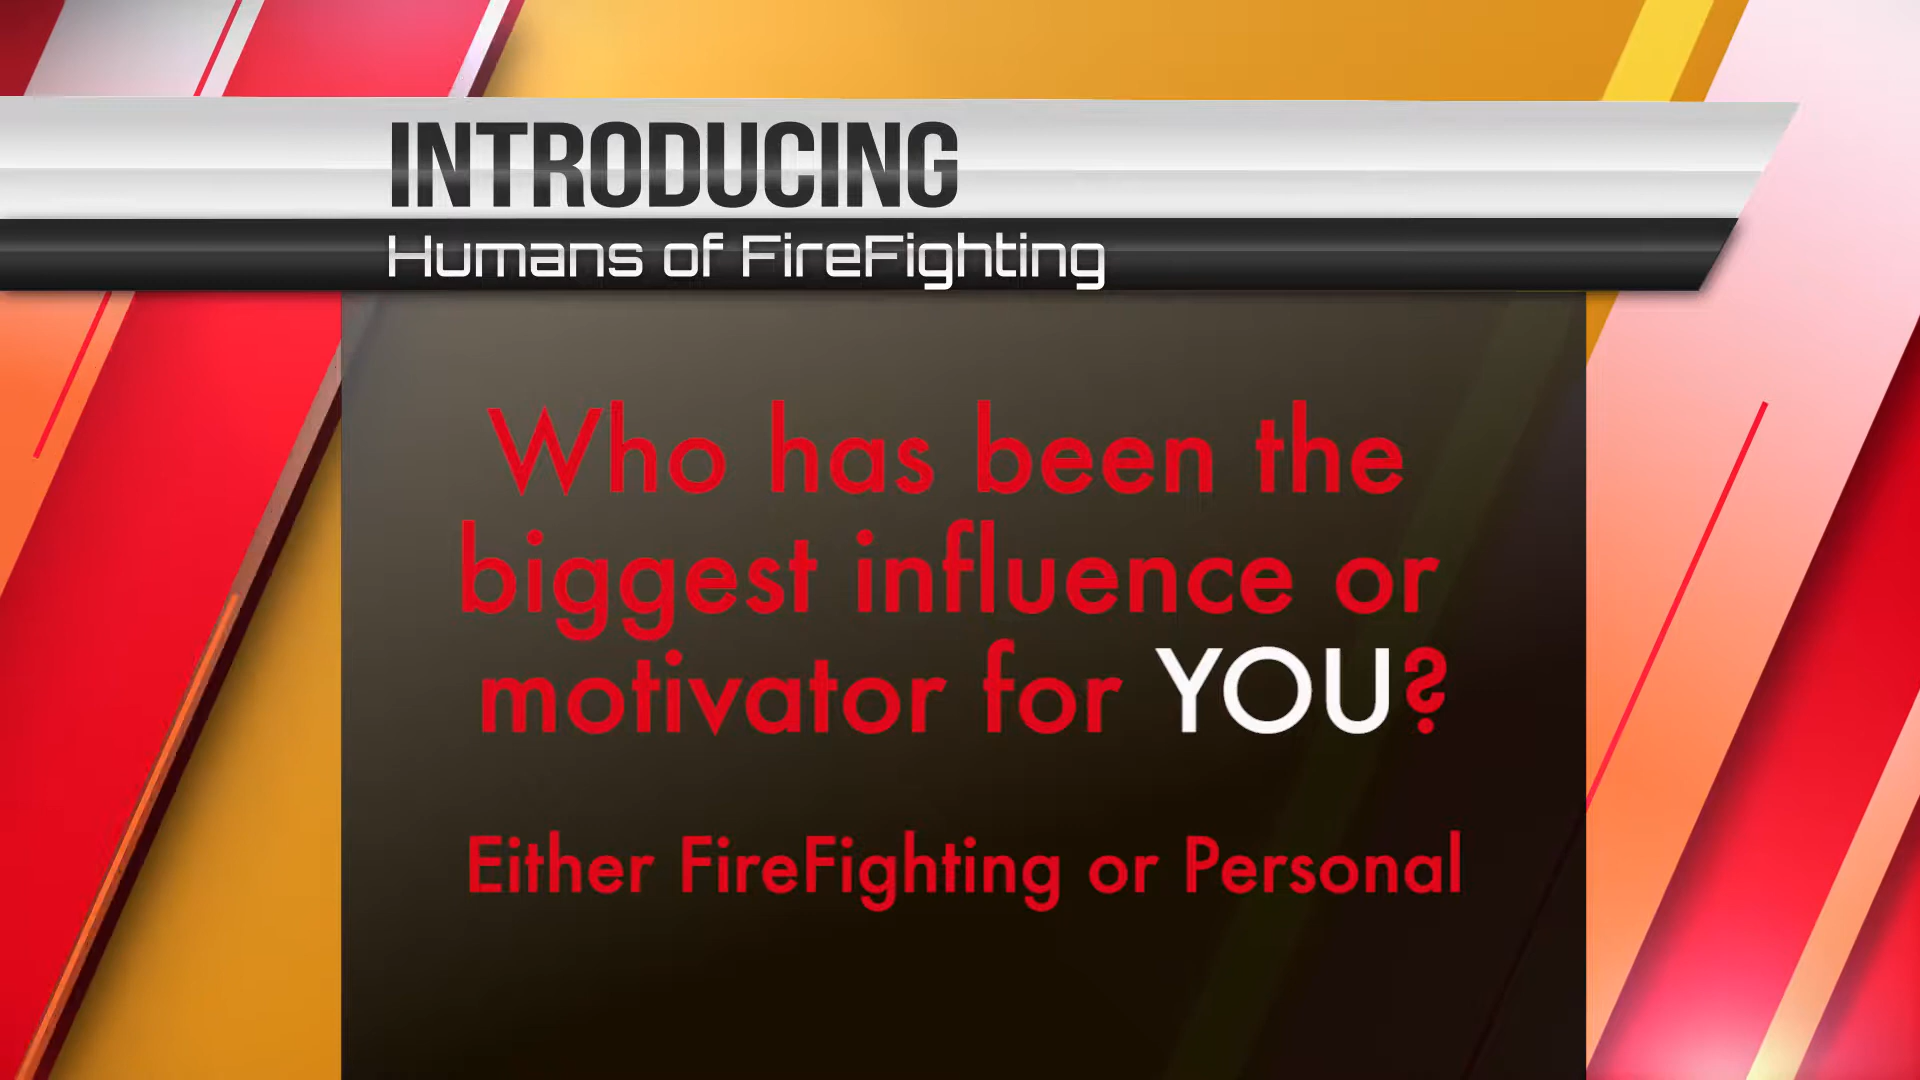 INTRODUCING
Humans of FireFighting
Who has been the
biggest influence or
motivator for YOU?
Either FireFighting or Personal